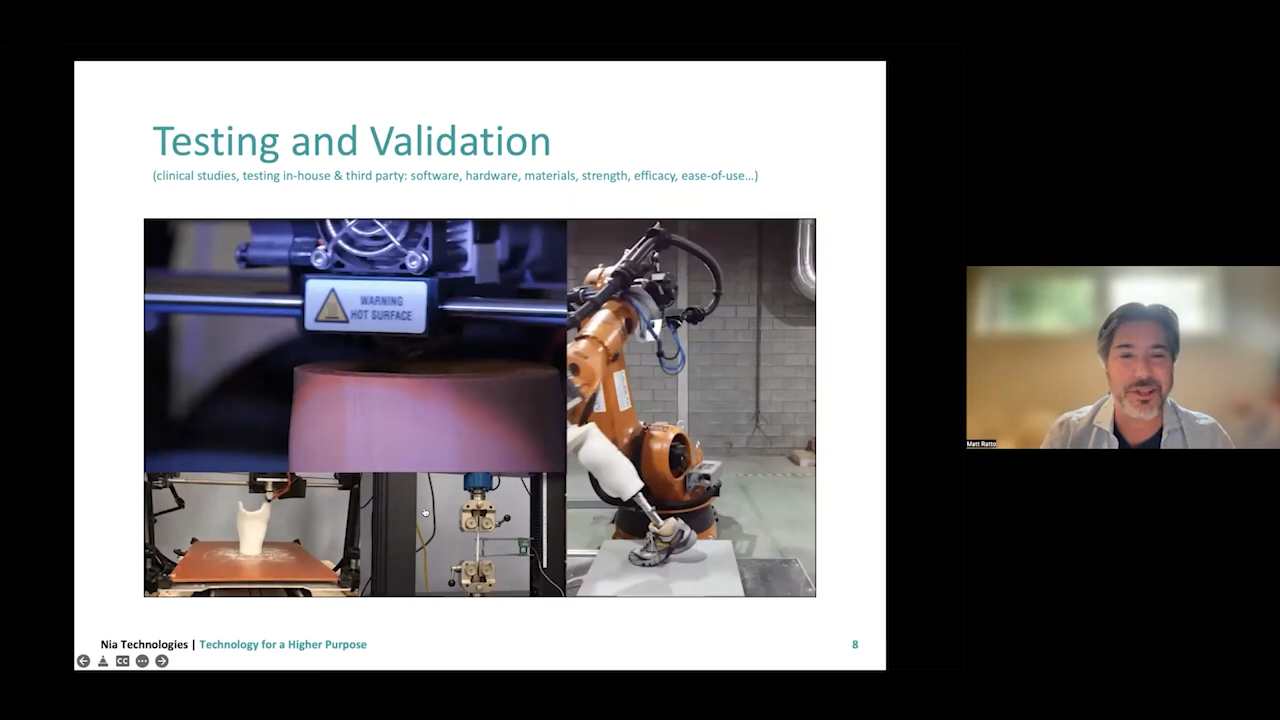 Testing and Validation
(clinical studies, testing in-house & third party: software, hardware, materials, strength, efficacy, ease-of-use...)
WARNING
HOT SURFACE
Matt Ratto
Nia Technologies | Technology for a Higher Purpose
8
CC